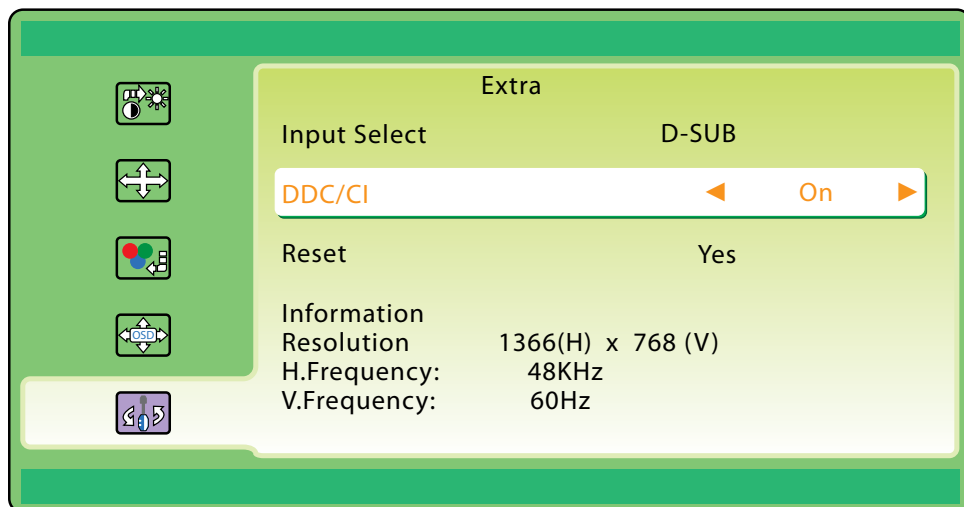 Extra
Input Select D-SUB
DDC/CI ◀ On ▶
Reset Yes
Information
Resolution 1366(H) x 768 (V)
H.Frequency: 48KHz
V.Frequency: 60Hz
OSD